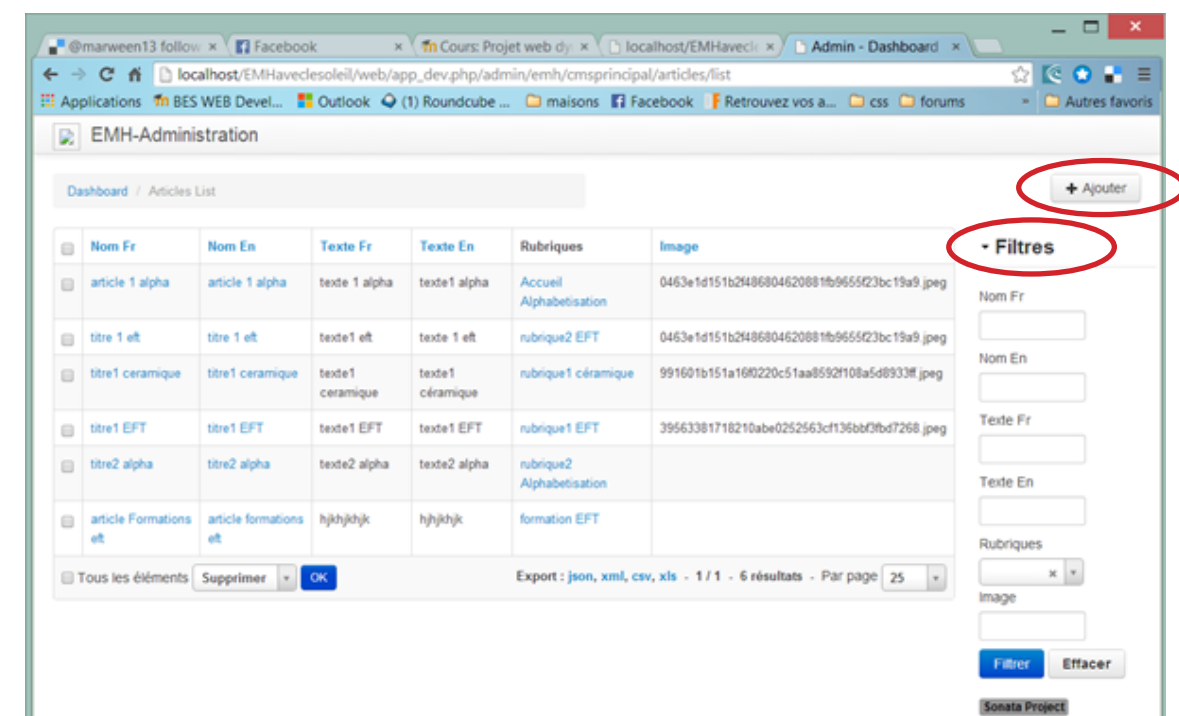 @marween13 follow
Facebook
Cours: Projet web dy
localhost/EMHavecle
Admin - Dashboard
localhost/EMHaveclesoleil/web/app_dev.php/admin/emh/cmsprincipal/articles/list
Applications BES WEB Devel... Outlook (1) Roundcube ... maisons Facebook Retrouvez vos a... css forums » Autres favoris
EMH-Administration
Dashboard / Articles List
+ Ajouter
Nom Fr Nom En Texte Fr Texte En Rubriques Image
article 1 alpha article 1 alpha texte 1 alpha texte1 alpha Accueil 0463e1d151b2f486804620881fb9655f23bc19a9.jpeg
Alphabetisation
titre 1 eft titre 1 eft texte1 eft texte 1 eft rubrique2 EFT 0463e1d151b2f486804620881fb9655f23bc19a9.jpeg
titre1 ceramique titre1 ceramique texte1 texte1 rubrique1 céramique 991601b151a16f0220c51aa8592f108a5d8933ff.jpeg
ceramique céramique
titre1 EFT titre1 EFT texte1 EFT texte1 EFT rubrique1 EFT 39563381718210abe0252563cf136bbf3fbd7268.jpeg
titre2 alpha titre2 alpha texte2 alpha texte2 alpha rubrique2
Alphabetisation
article Formations article formations hjkhjkhjk hjhjkhjk formation EFT
eft eft
Tous les éléments Supprimer OK Export : json, xml, csv, xls - 1 / 1 - 6 résultats - Par page 25
Filtres
Nom Fr
Nom En
Texte Fr
Texte En
Rubriques
Image
Filtrer Effacer
Sonata Project